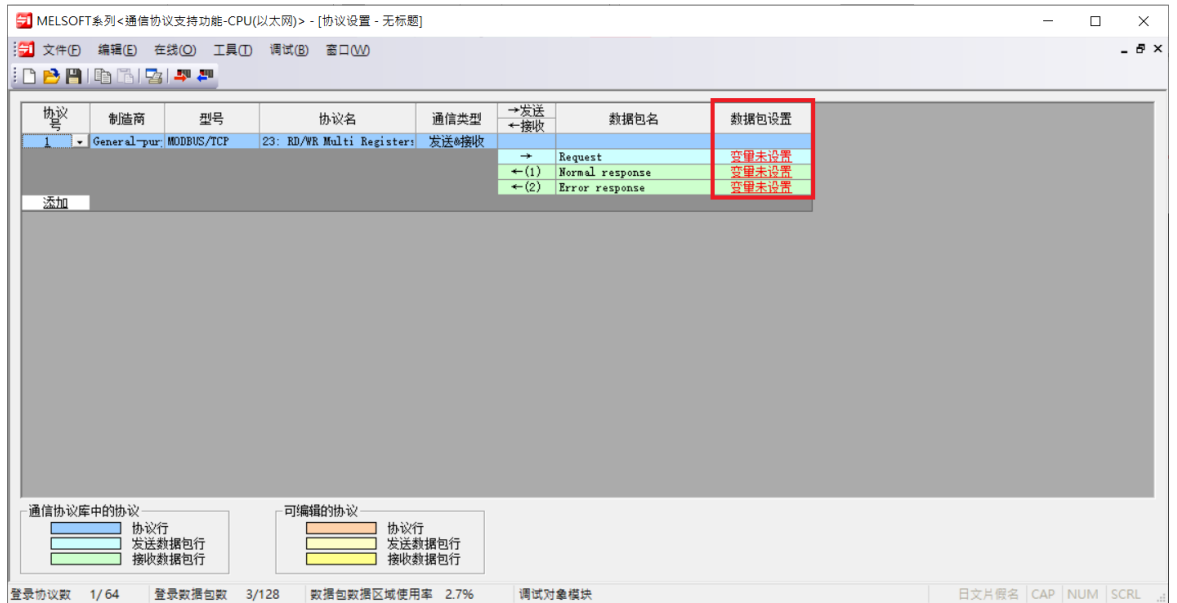 MELSOFT系列<通信协议支持功能-CPU(以太网)> - [协议设置 - 无标题]
文件(F) 编辑(E) 在线(O) 工具(T) 调试(B) 窗口(W)
协议号 制造商 型号 协议名 通信类型 →发送 ←接收 数据包名 数据包设置
1 General-pur MODBUS/TCP 23: RD/WR Multi Registers 发送&接收
→ Request 变量未设置
←(1) Normal response 变量未设置
←(2) Error response 变量未设置
添加
通信协议库中的协议 可编辑的协议
协议行 协议行
发送数据包行 发送数据包行
接收数据包行 接收数据包行
登录协议数 1/64 登录数据包数 3/128 数据包数据区域使用率 2.7% 调试对象模块 日文片假名 CAP NUM SCRL